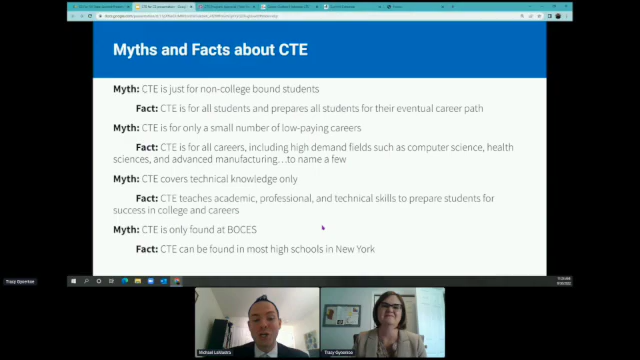 Myths and Facts about CTE
Myth: CTE is just for non-college bound students
Fact: CTE is for all students and prepares all students for their eventual career path
Myth: CTE is for only a small number of low-paying careers
Fact: CTE is for all careers, including high demand fields such as computer science, health
sciences, and advanced manufacturing...to name a few
Myth: CTE covers technical knowledge only
Fact: CTE teaches academic, professional, and technical skills to prepare students for
success in college and careers
Myth: CTE is only found at BOCES
Fact: CTE can be found in most high schools in New York